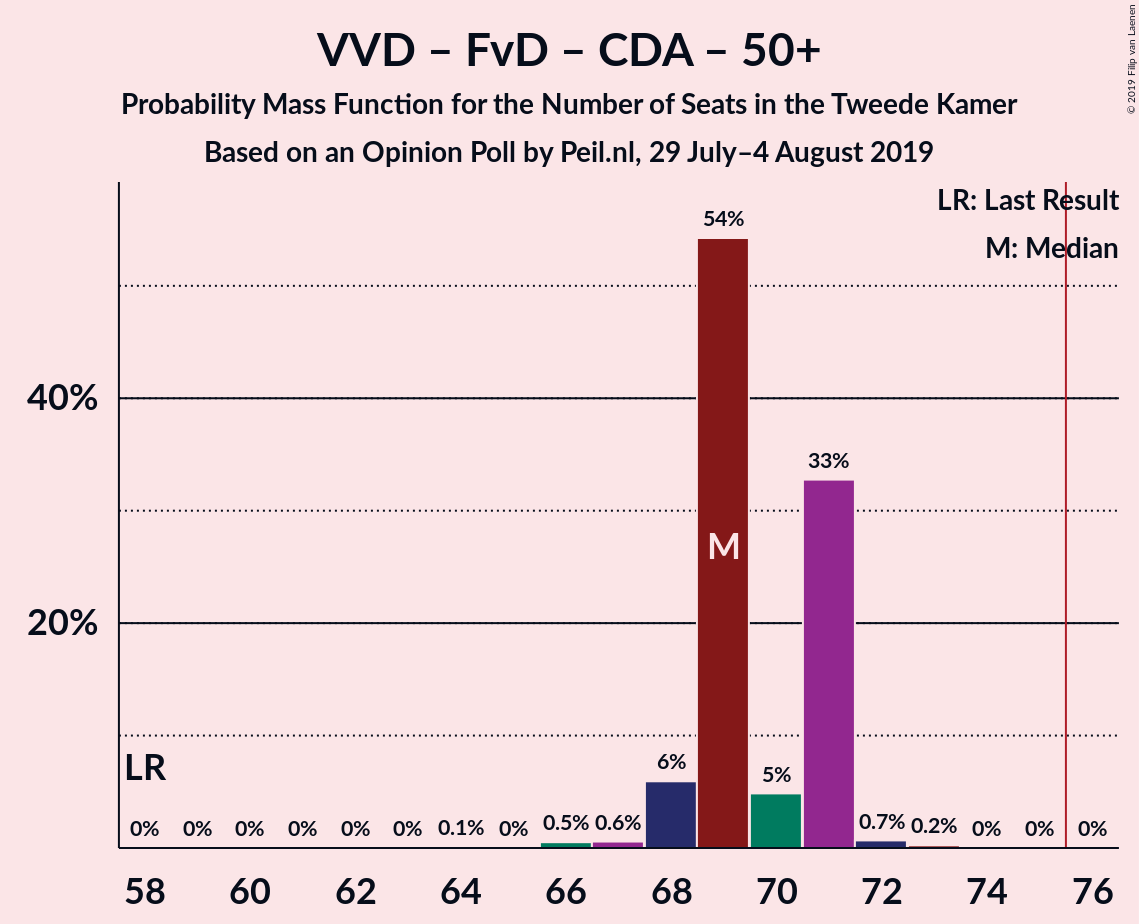 VVD – FvD – CDA – 50+
Probability Mass Function for the Number of Seats in the Tweede Kamer
Based on an Opinion Poll by Peil.nl, 29 July–4 August 2019
© 2019 Filip van Laenen
LR: Last Result
M: Median
54%
40%
33%
M
20%
LR
6%
5%
0% 0% 0% 0% 0% 0% 0.1% 0% 0.5% 0.6% 0.7% 0.2% 0% 0% 0%
58 60 62 64 66 68 70 72 74 76